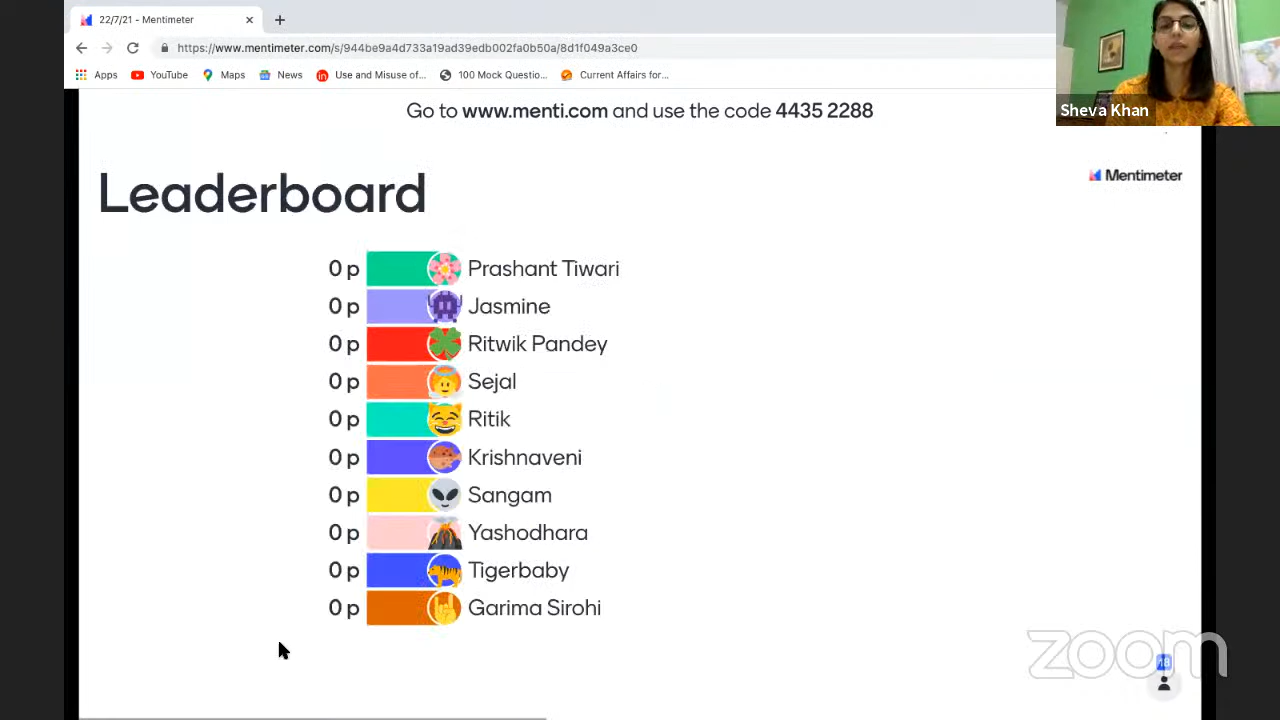 22/7/21 - Mentimeter
https://www.mentimeter.com/s/944be9a4d733a19ad39edb002fa0b50a/8d1f049a3ce0
Apps YouTube Maps News Use and Misuse of... 100 Mock Questio... Current Affairs for...
Sheva Khan
Go to www.menti.com and use the code 4435 2288
Mentimeter
Leaderboard
0 p Prashant Tiwari
0 p Jasmine
0 p Ritwik Pandey
0 p Sejal
0 p Ritik
0 p Krishnaveni
0 p Sangam
0 p Yashodhara
0 p Tigerbaby
0 p Garima Sirohi
zoom
18